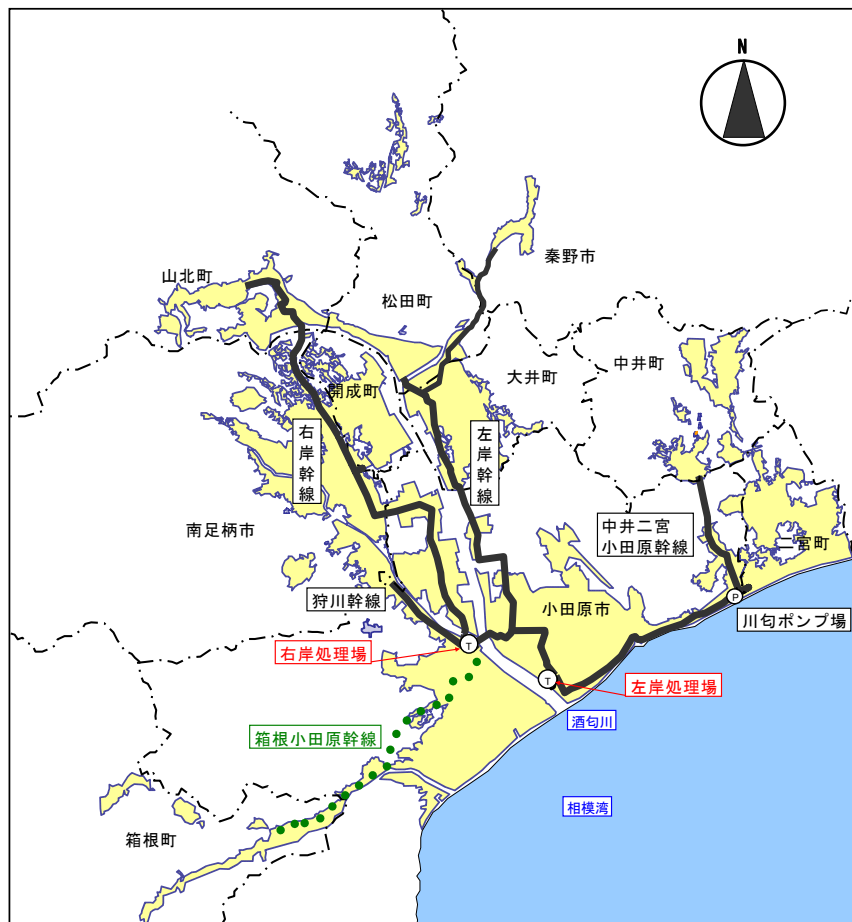 N
秦野市
山北町
松田町
大井町
中井町
開成町
右岸幹線
左岸幹線
南足柄市
中井二宮
小田原幹線
二宮町
狩川幹線
小田原市
P
川匂ポンプ場
右岸処理場
T
T
左岸処理場
酒匂川
箱根小田原幹線
相模湾
箱根町